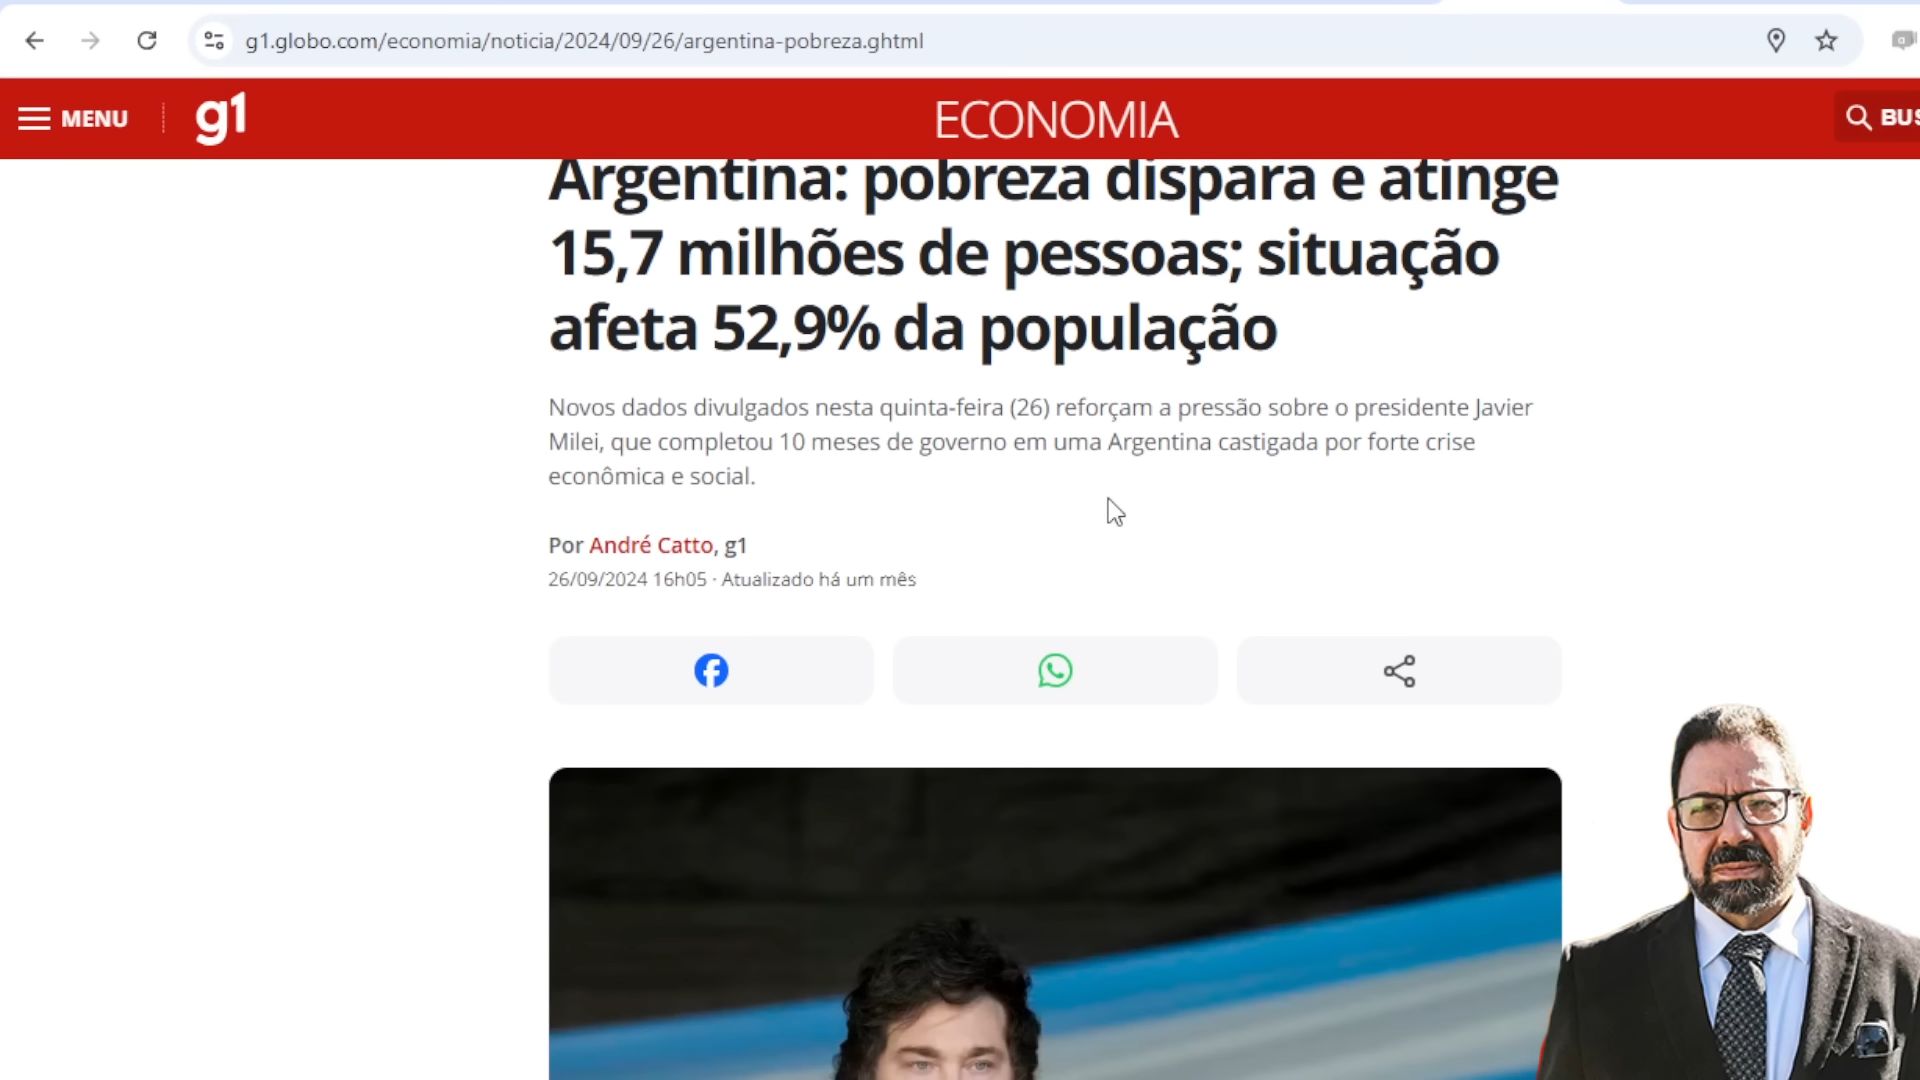 g1.globo.com/economia/noticia/2024/09/26/argentina-pobreza.ghtml
MENU
g1
ECONOMIA
BUS
Argentina: pobreza dispara e atinge
15,7 milhões de pessoas; situação
afeta 52,9% da população
Novos dados divulgados nesta quinta-feira (26) reforçam a pressão sobre o presidente Javier
Milei, que completou 10 meses de governo em uma Argentina castigada por forte crise
econômica e social.
Por André Catto, g1
26/09/2024 16h05 · Atualizado há um mês